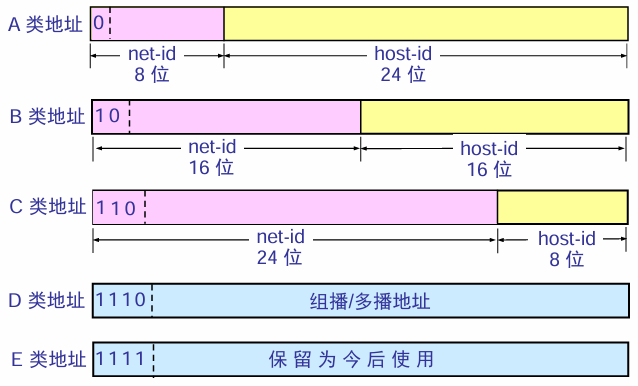 A 类地址 0
net-id host-id
8 位 24 位
B 类地址 10
net-id host-id
16 位 16 位
C 类地址 110
net-id host-id
24 位 8 位
D 类地址 1110 组播/多播地址
E 类地址 1111 保留为今后使用